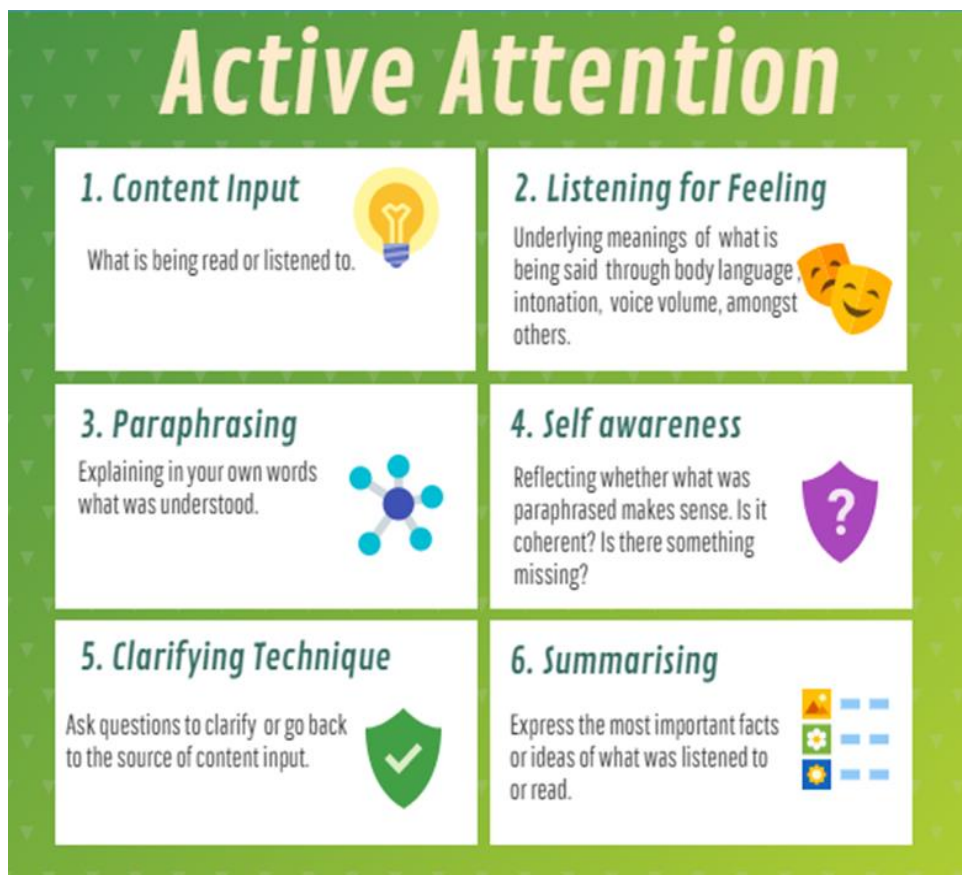 Active Attention
1. Content Input
What is being read or listened to.
2. Listening for Feeling
Underlying meanings of what is
being said through body language,
intonation, voice volume, amongst
others.
3. Paraphrasing
Explaining in your own words
what was understood.
4. Self awareness
Reflecting whether what was
paraphrased makes sense. Is it
coherent? Is there something
missing?
5. Clarifying Technique
Ask questions to clarify or go back
to the source of content input.
6. Summarising
Express the most important facts
or ideas of what was listened to
or read.